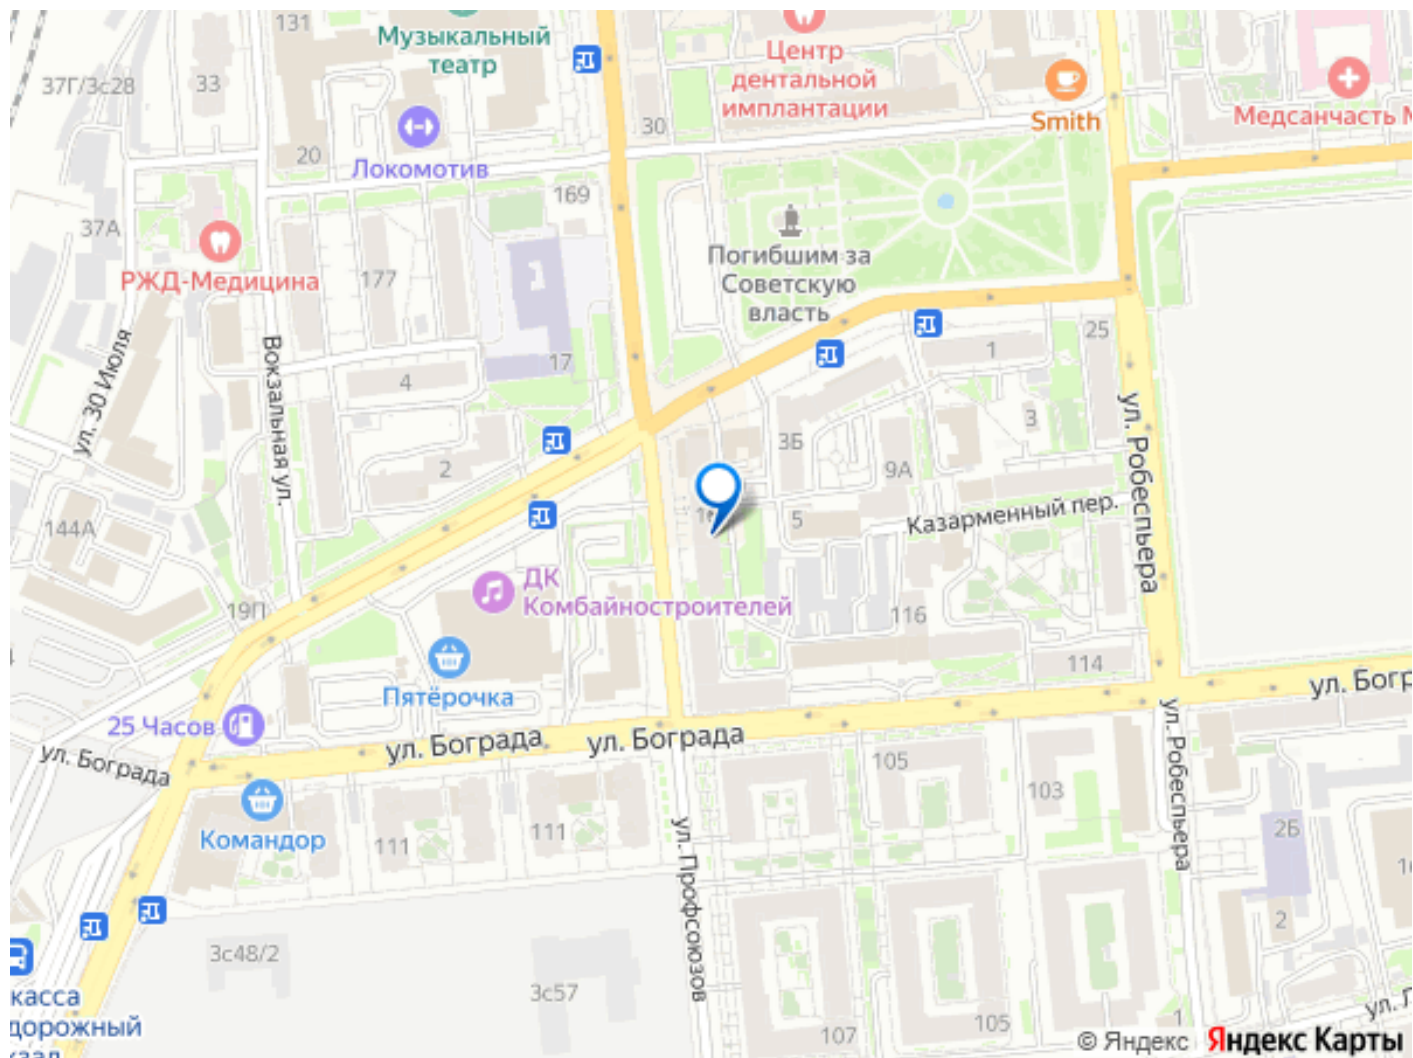 131
Музыкальный
театр
Центр
дентальной
имплантации
37Г/3с28
33
Smith
Медсанчасть М
30
20
Локомотив
169
37А
РЖД-Медицина
177
Погибшим за
Советскую
власть
ул. 30 Июля
Вокзальная ул.
17
4
1
25
3
ул. Робеспьера
2
3Б
9А
144А
5
Казарменный пер.
ДК
Комбайностроителей
19П
116
114
Пятёрочка
ул. Богр
25 Часов
ул. Бограда
ул. Бограда
ул. Бограда
ул. Робеспьера
105
103
Командор
111
111
ул. Профсоюзов
2Б
2
3с48/2
3с57
касса
дорожный
107
105
1
© Яндекс Яндекс Карты